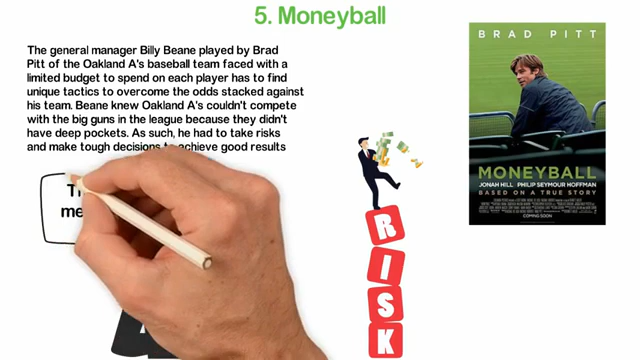 5. Moneyball
The general manager Billy Beane played by Brad
Pitt of the Oakland A's baseball team faced with a
limited budget to spend on each player has to find
unique tactics to overcome the odds stacked against
his team. Beane knew Oakland A's couldn't compete
with the big guns in the league because they didn't
have deep pockets. As such, he had to take risks
and make tough decisions to achieve good results
RISK
BRAD PITT
MONEYBALL
JONAH HILL PHILIP SEYMOUR HOFFMAN
BASED ON A TRUE STORY
COMING SOON